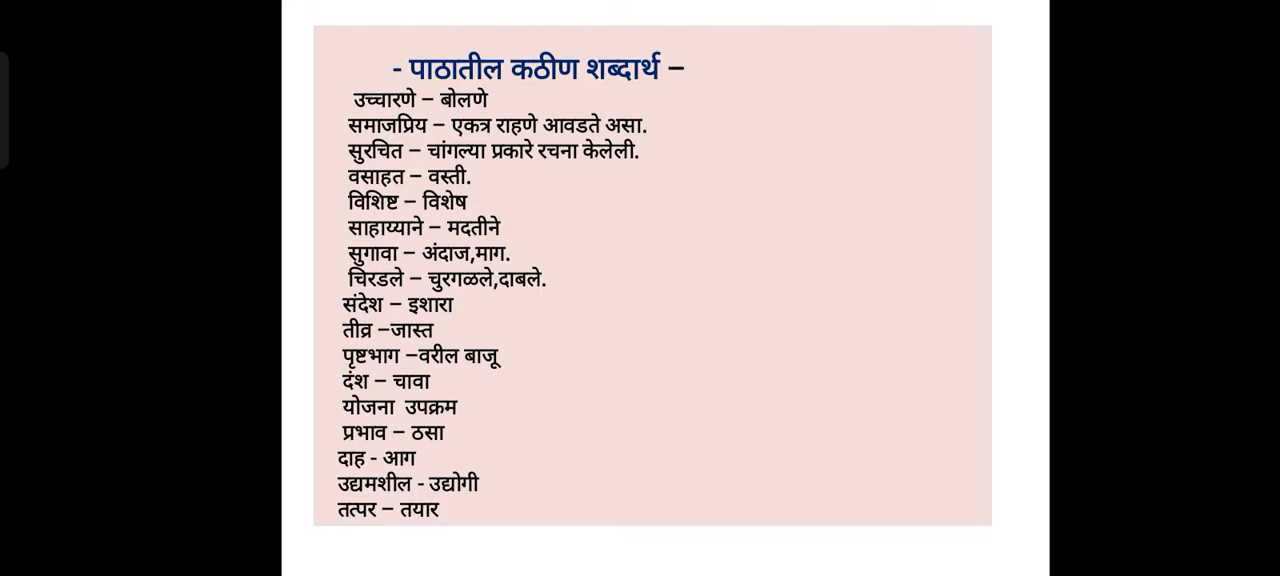 - पाठातील कठीण शब्दार्थ –
उच्चारणे – बोलणे
समाजप्रिय – एकत्र राहणे आवडते असा.
सुरचित – चांगल्या प्रकारे रचना केलेली.
वसाहत – वस्ती.
विशिष्ट – विशेष
साहाय्याने – मदतीने
सुगावा – अंदाज,माग.
चिरडले – चुरगळले,दाबले.
संदेश – इशारा
तीव्र –जास्त
पृष्टभाग –वरील बाजू
दंश – चावा
योजना उपक्रम
प्रभाव – ठसा
दाह - आग
उद्यमशील - उद्योगी
तत्पर – तयार